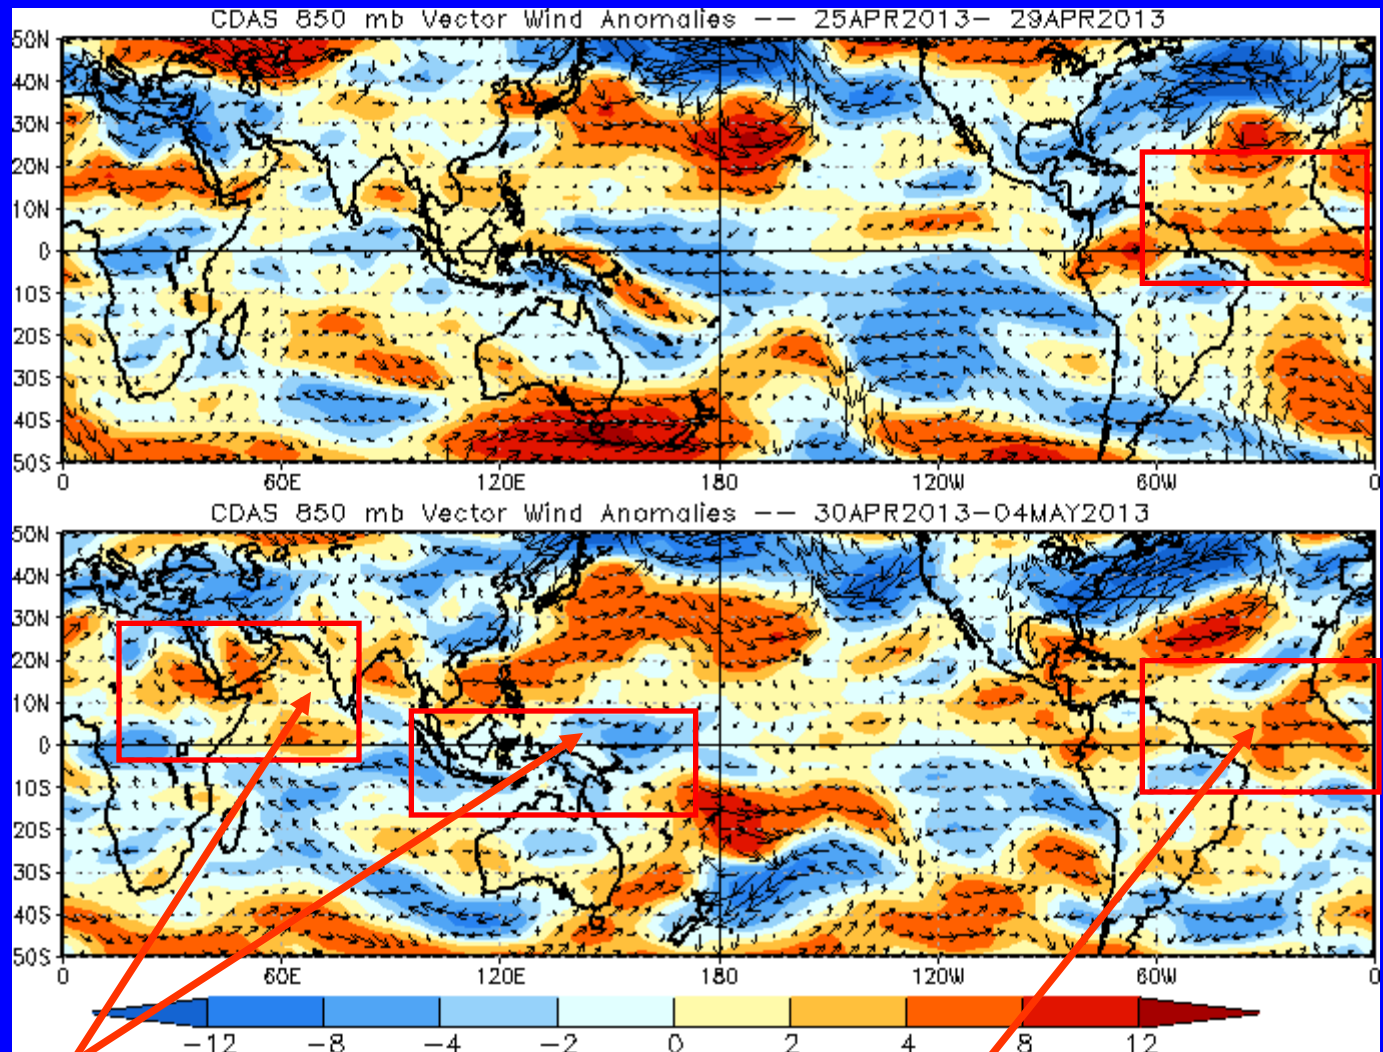 CDAS 850 mb Vector Wind Anomalies -- 25APR2013- 29APR2013
50N
40N
30N
20N
10N
0
10S
20S
30S
40S
50S
0 60E 120E 180 120W 60W 0
CDAS 850 mb Vector Wind Anomalies -- 30APR2013-04MAY2013
50N
40N
30N
20N
10N
0
10S
20S
30S
40S
50S
0 60E 120E 180 120W 60W 0
-12 -8 -4 -2 0 2 4 8 12